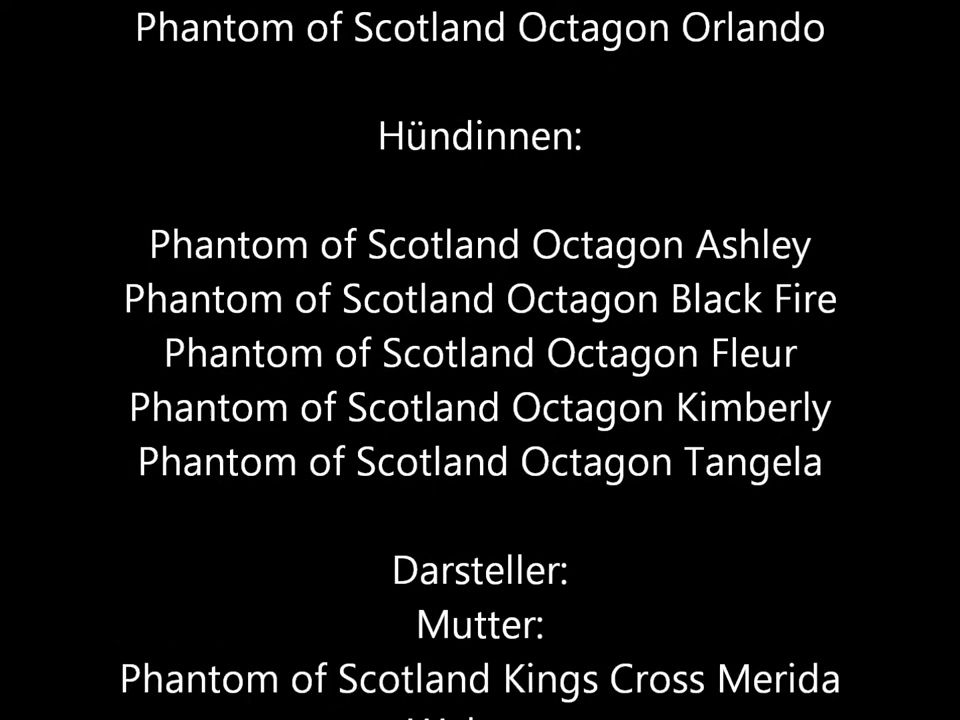 Phantom of Scotland Octagon Orlando
Hündinnen:
Phantom of Scotland Octagon Ashley
Phantom of Scotland Octagon Black Fire
Phantom of Scotland Octagon Fleur
Phantom of Scotland Octagon Kimberly
Phantom of Scotland Octagon Tangela
Darsteller:
Mutter:
Phantom of Scotland Kings Cross Merida